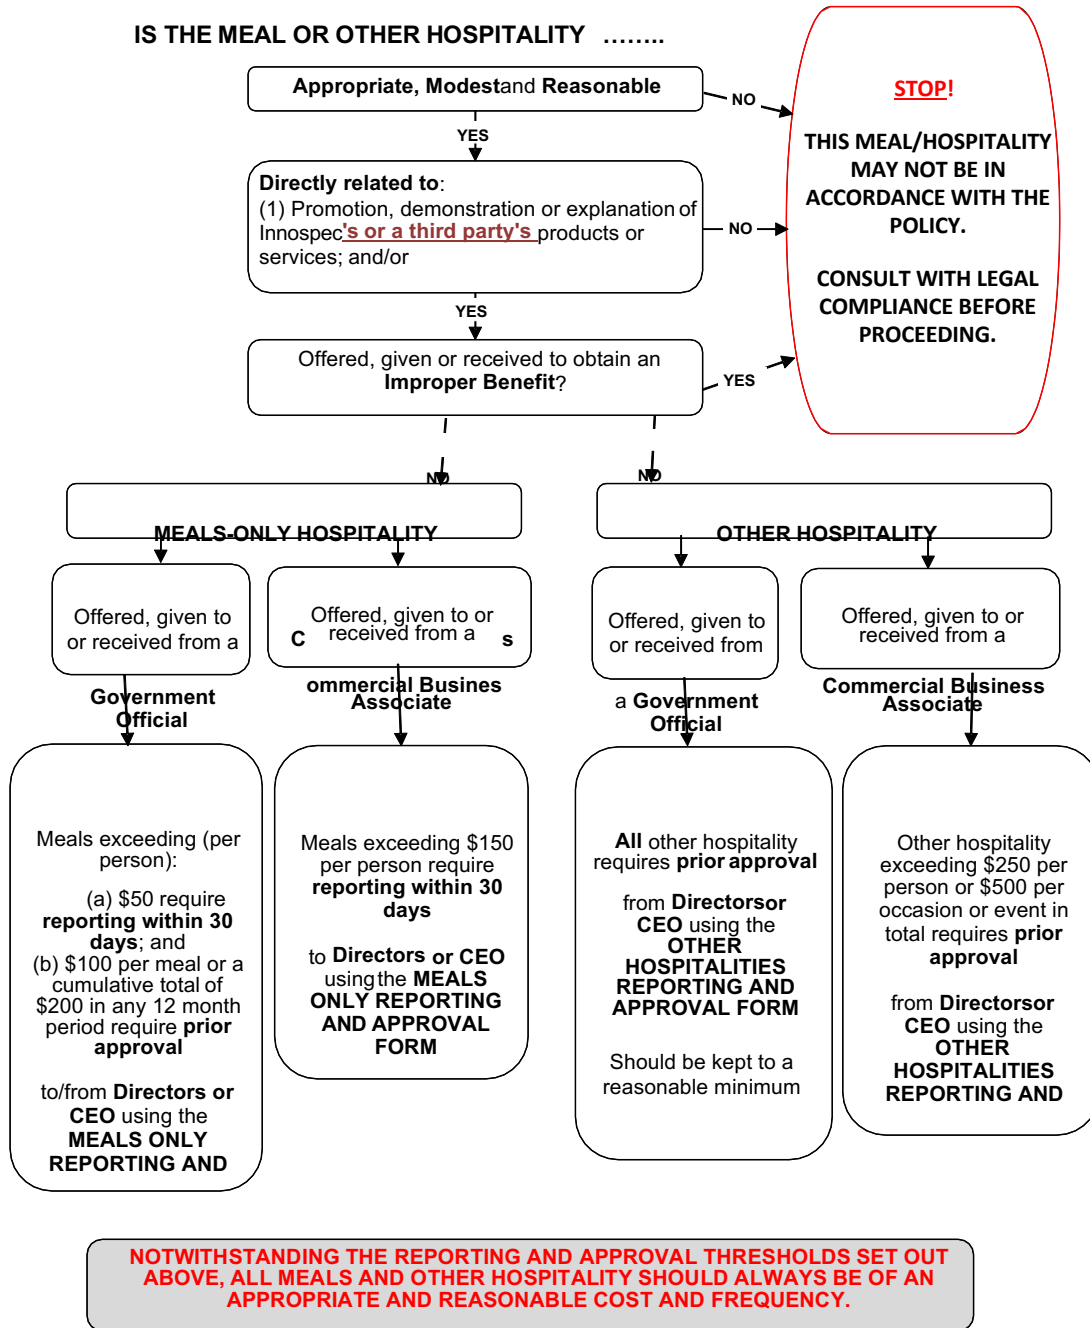 IS THE MEAL OR OTHER HOSPITALITY ........
Appropriate, Modestand Reasonable
NO
YES
STOP!
THIS MEAL/HOSPITALITY
MAY NOT BE IN
ACCORDANCE WITH THE
POLICY.
CONSULT WITH LEGAL
COMPLIANCE BEFORE
PROCEEDING.
Directly related to:
(1) Promotion, demonstration or explanation of
Innospec's or a third party's products or
services; and/or
NO
YES
Offered, given or received to obtain an
Improper Benefit?
YES
NO
NO
MEALS-ONLY HOSPITALITY
OTHER HOSPITALITY
Offered, given to
or received from a
Government
Official
Offered, given to or
C received from a s
ommercial Busines
Associate
Offered, given to
or received from
a Government
Official
Offered, given to or
received from a
Commercial Business
Associate
Meals exceeding (per
person):
(a) $50 require
reporting within 30
days; and
(b) $100 per meal or a
cumulative total of
$200 in any 12 month
period require prior
approval
to/from Directors or
CEO using the
MEALS ONLY
REPORTING AND
Meals exceeding $150
per person require
reporting within 30
days
to Directors or CEO
using the MEALS
ONLY REPORTING
AND APPROVAL
FORM
All other hospitality
requires prior approval
from Directorsor
CEO using the
OTHER
HOSPITALITIES
REPORTING AND
APPROVAL FORM
Should be kept to a
reasonable minimum
Other hospitality
exceeding $250 per
person or $500 per
occasion or event in
total requires prior
approval
from Directorsor
CEO using the
OTHER
HOSPITALITIES
REPORTING AND
NOTWITHSTANDING THE REPORTING AND APPROVAL THRESHOLDS SET OUT
ABOVE, ALL MEALS AND OTHER HOSPITALITY SHOULD ALWAYS BE OF AN
APPROPRIATE AND REASONABLE COST AND FREQUENCY.